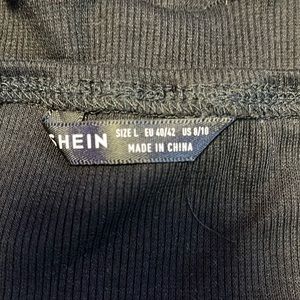 SHEIN
SIZE L EU 40/42 US 8/10
MADE IN CHINA